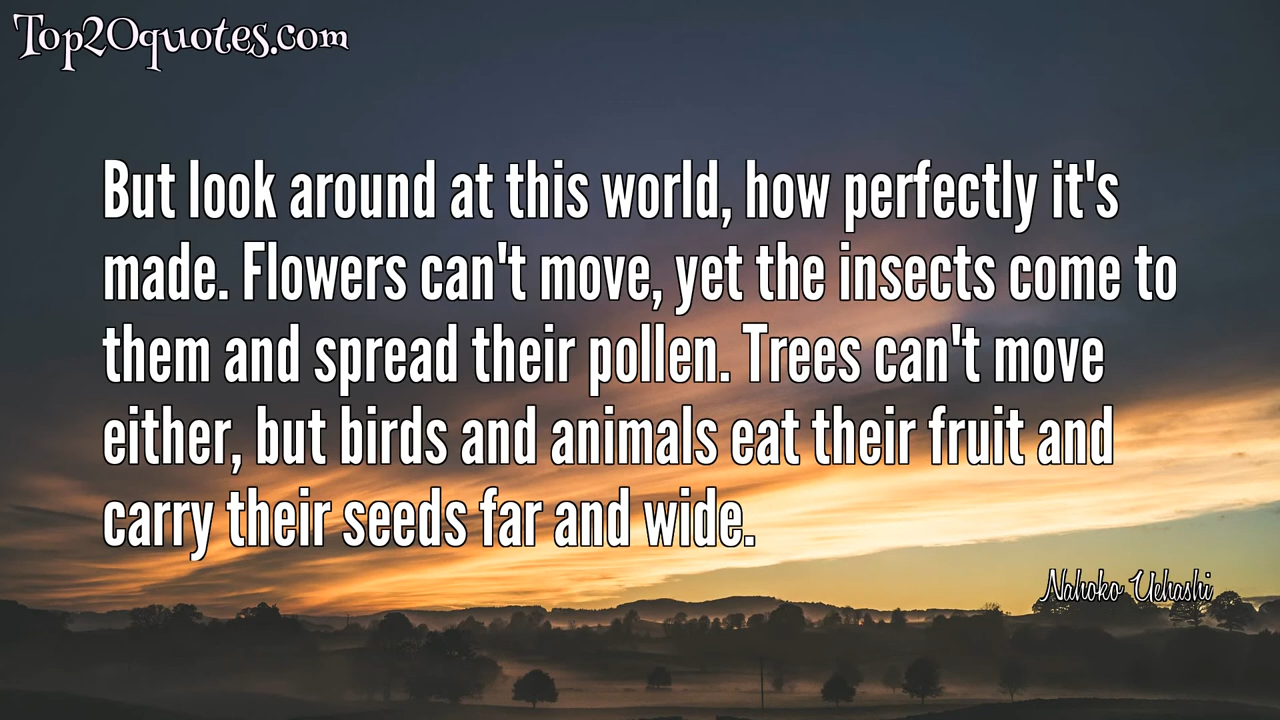 Top20quotes.com
But look around at this world, how perfectly it's
made. Flowers can't move, yet the insects come to
them and spread their pollen. Trees can't move
either, but birds and animals eat their fruit and
carry their seeds far and wide.
Nahoko Uehashi